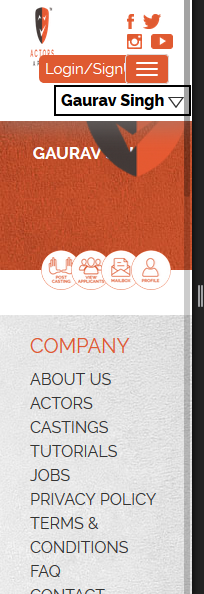 ACTORS
Login/Sign
Gaurav Singh
GAURAV
POST CASTING
VIEW APPLICANTS
MAILBOX
PROFILE
COMPANY
ABOUT US
ACTORS
CASTINGS
TUTORIALS
JOBS
PRIVACY POLICY
TERMS &
CONDITIONS
FAQ
CONTACT